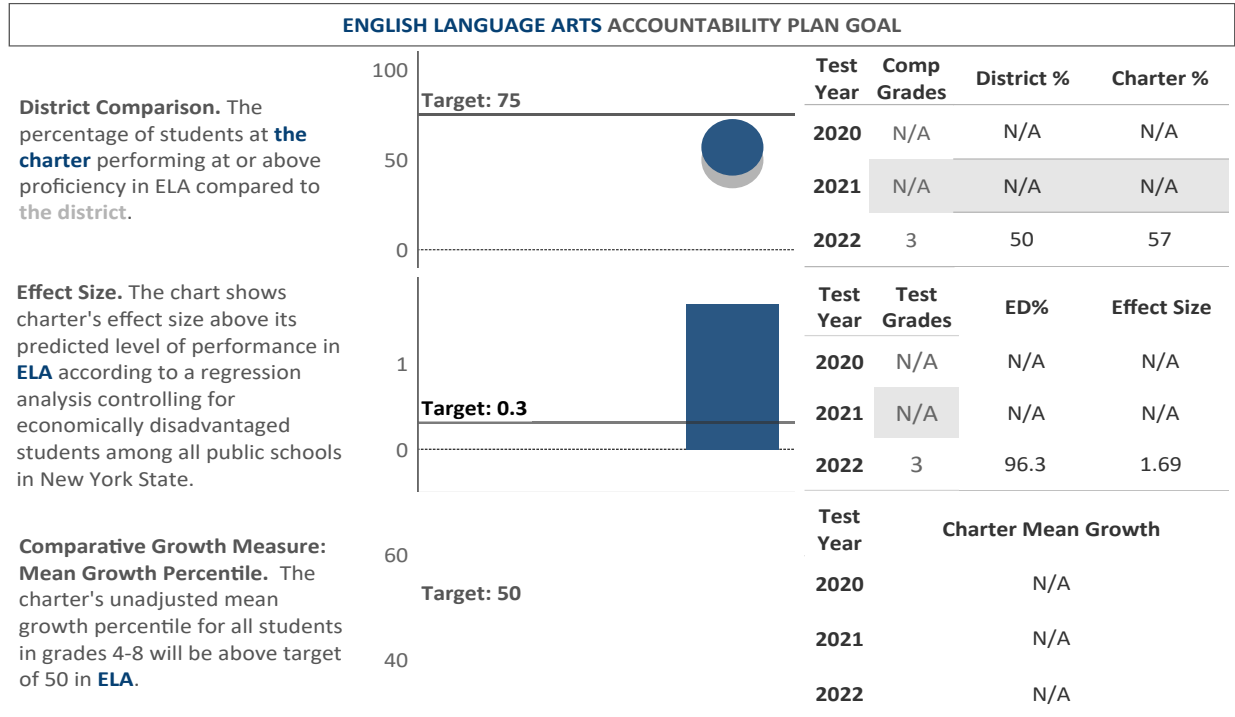 ENGLISH LANGUAGE ARTS ACCOUNTABILITY PLAN GOAL
District Comparison. The
percentage of students at the
charter performing at or above
proficiency in ELA compared to
the district.
100
Target: 75
50
0
Test Year Comp Grades District % Charter %
2020 N/A N/A N/A
2021 N/A N/A N/A
2022 3 50 57
Effect Size. The chart shows
charter's effect size above its
predicted level of performance in
ELA according to a regression
analysis controlling for
economically disadvantaged
students among all public schools
in New York State.
1
Target: 0.3
0
Test Year Test Grades ED% Effect Size
2020 N/A N/A N/A
2021 N/A N/A N/A
2022 3 96.3 1.69
Comparative Growth Measure:
Mean Growth Percentile. The
charter's unadjusted mean
growth percentile for all students
in grades 4-8 will be above target
of 50 in ELA.
60
Target: 50
40
Test Year Charter Mean Growth
2020 N/A
2021 N/A
2022 N/A